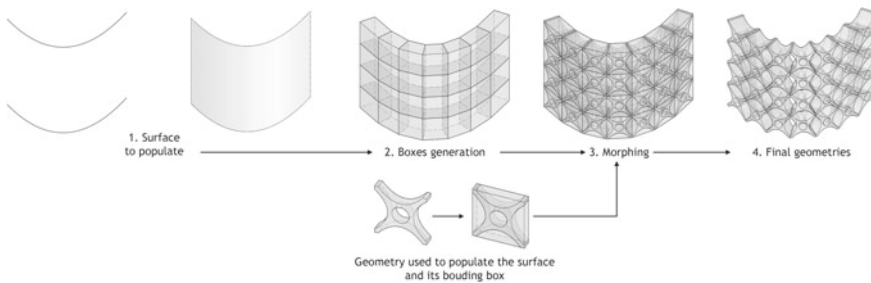 1. Surface
to populate
2. Boxes generation
3. Morphing
4. Final geometries
Geometry used to populate the surface
and its bouding box